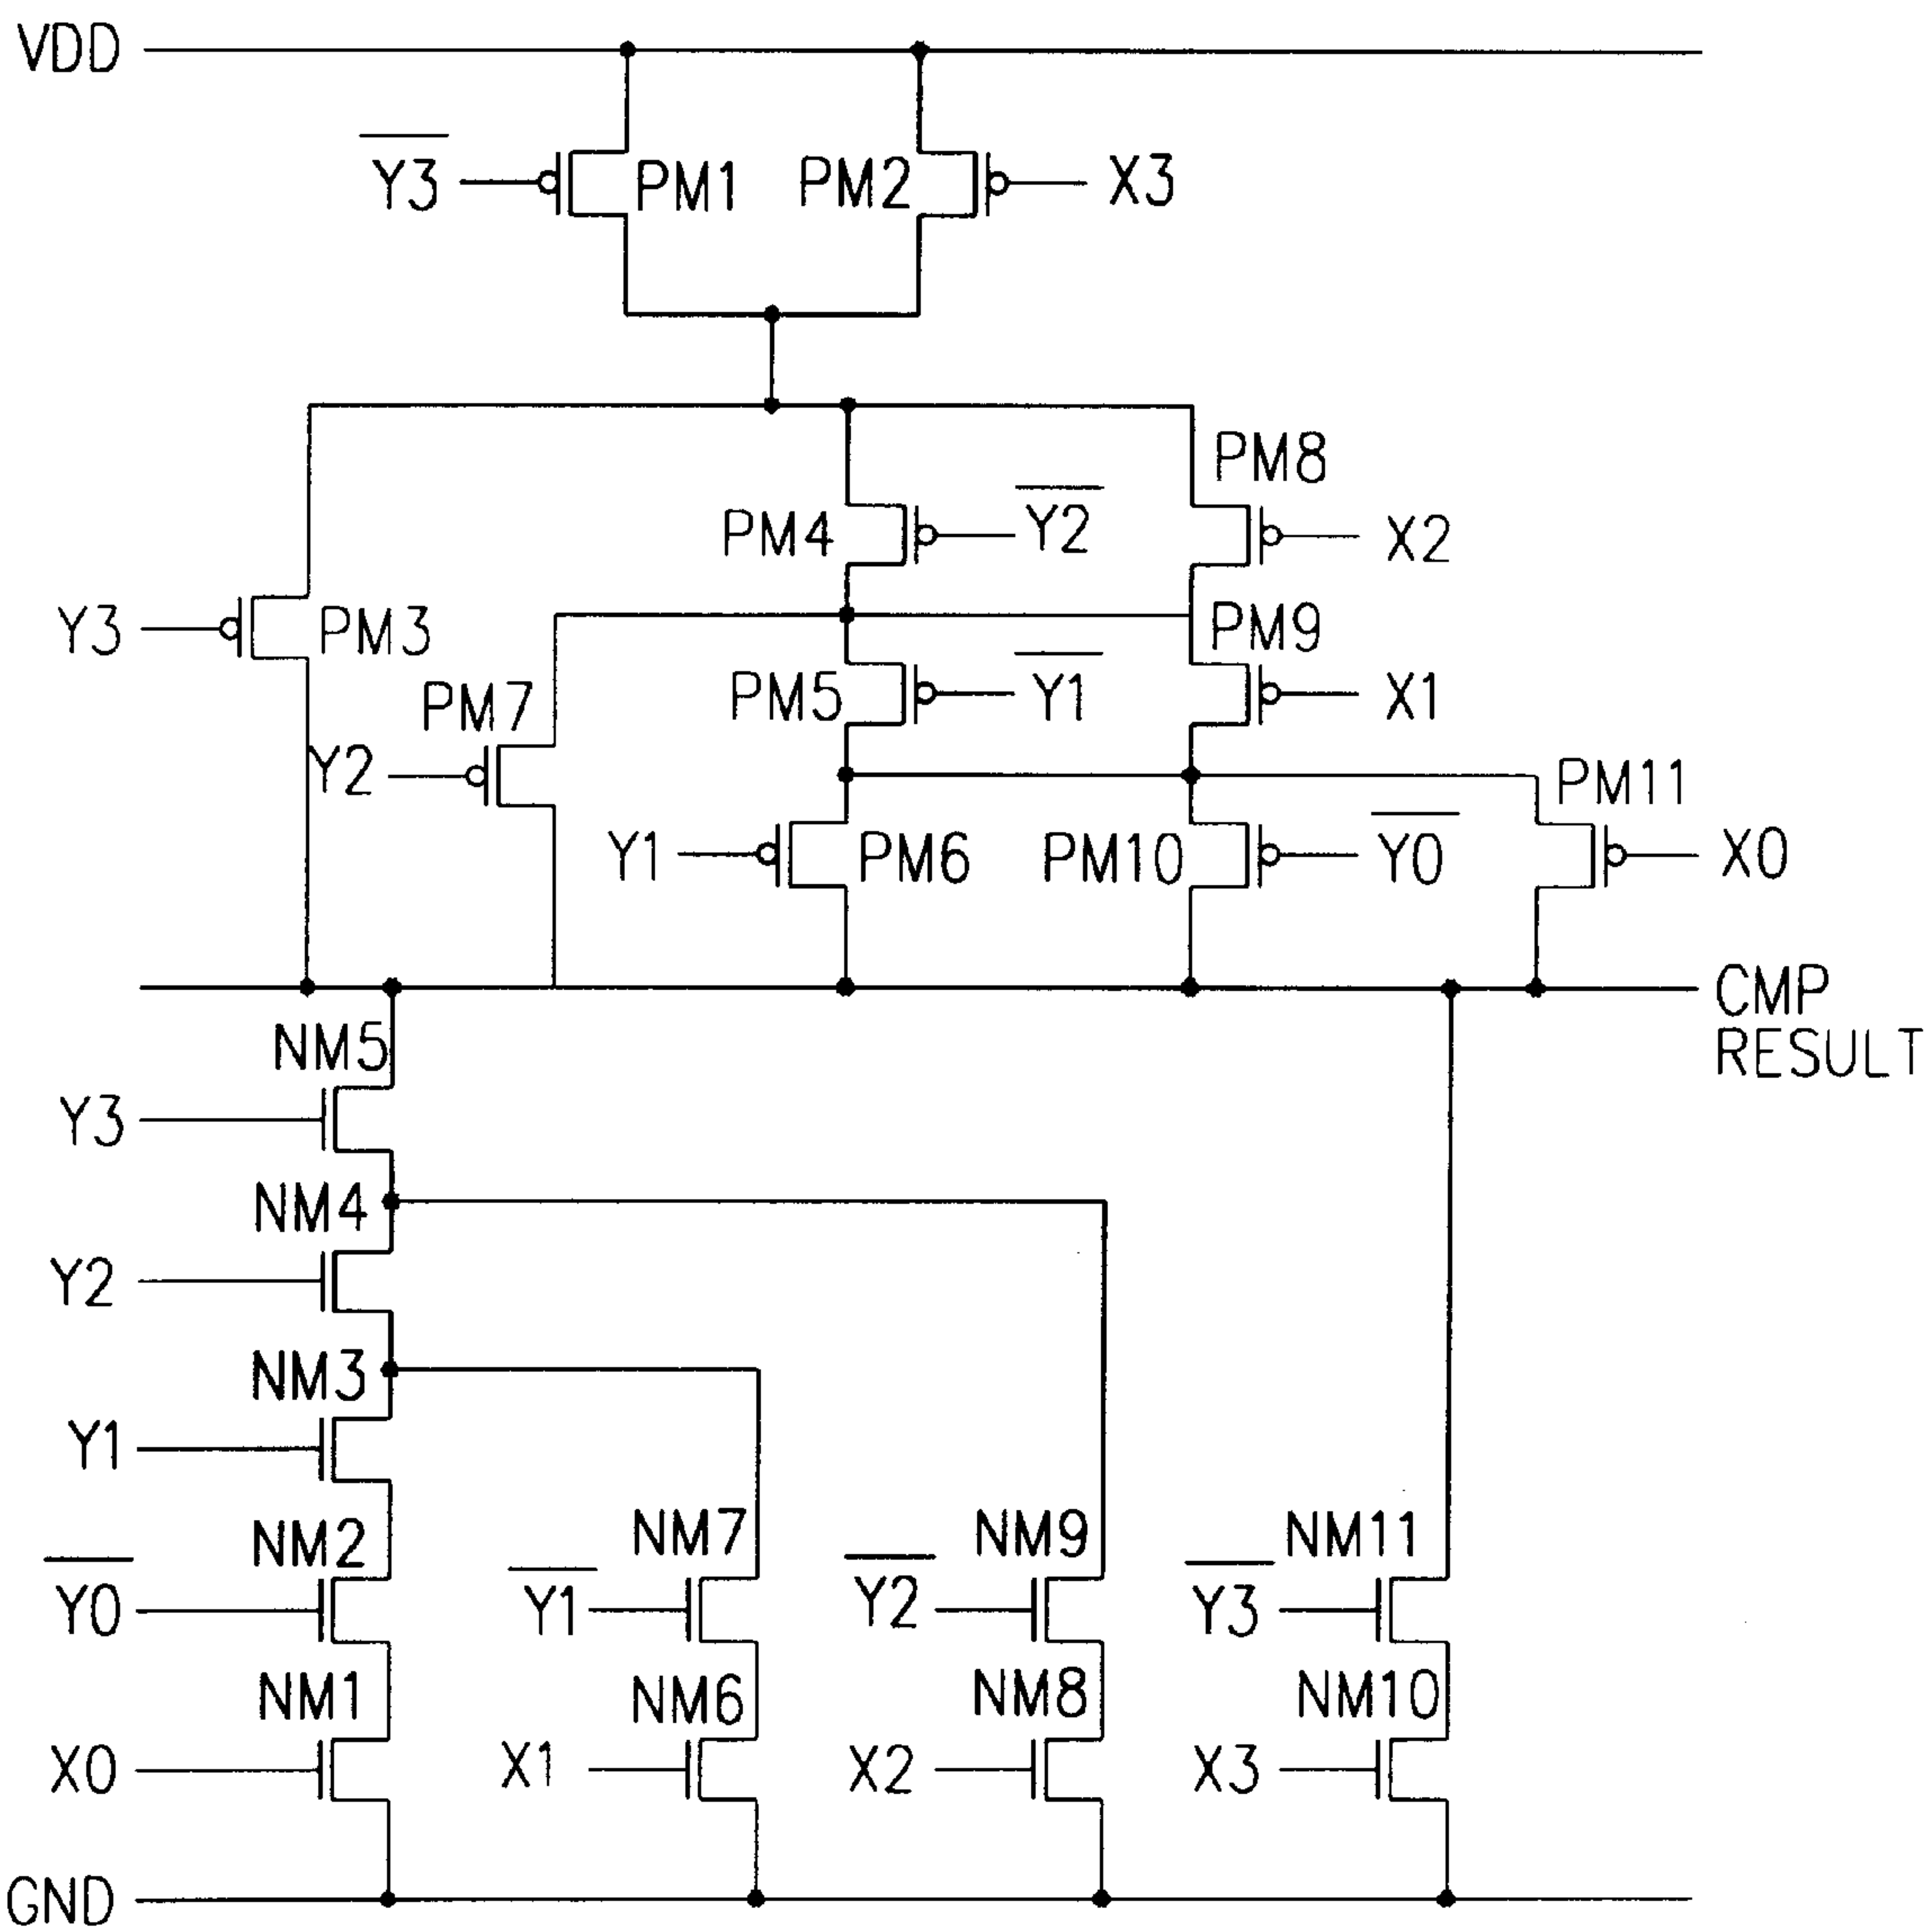 VDD
Y3 PM1 PM2 X3
PM8
PM4 Y2 X2
Y3 PM3 PM9
PM7 PM5 Y1 X1
Y2 PM11
Y1 PM6 PM10 Y0 X0
CMP
RESULT
NM5
Y3
NM4
Y2
NM3
Y1
NM2 NM7 NM9 NM11
Y0 Y1 Y2 Y3
NM1 NM6 NM8 NM10
X0 X1 X2 X3
GND